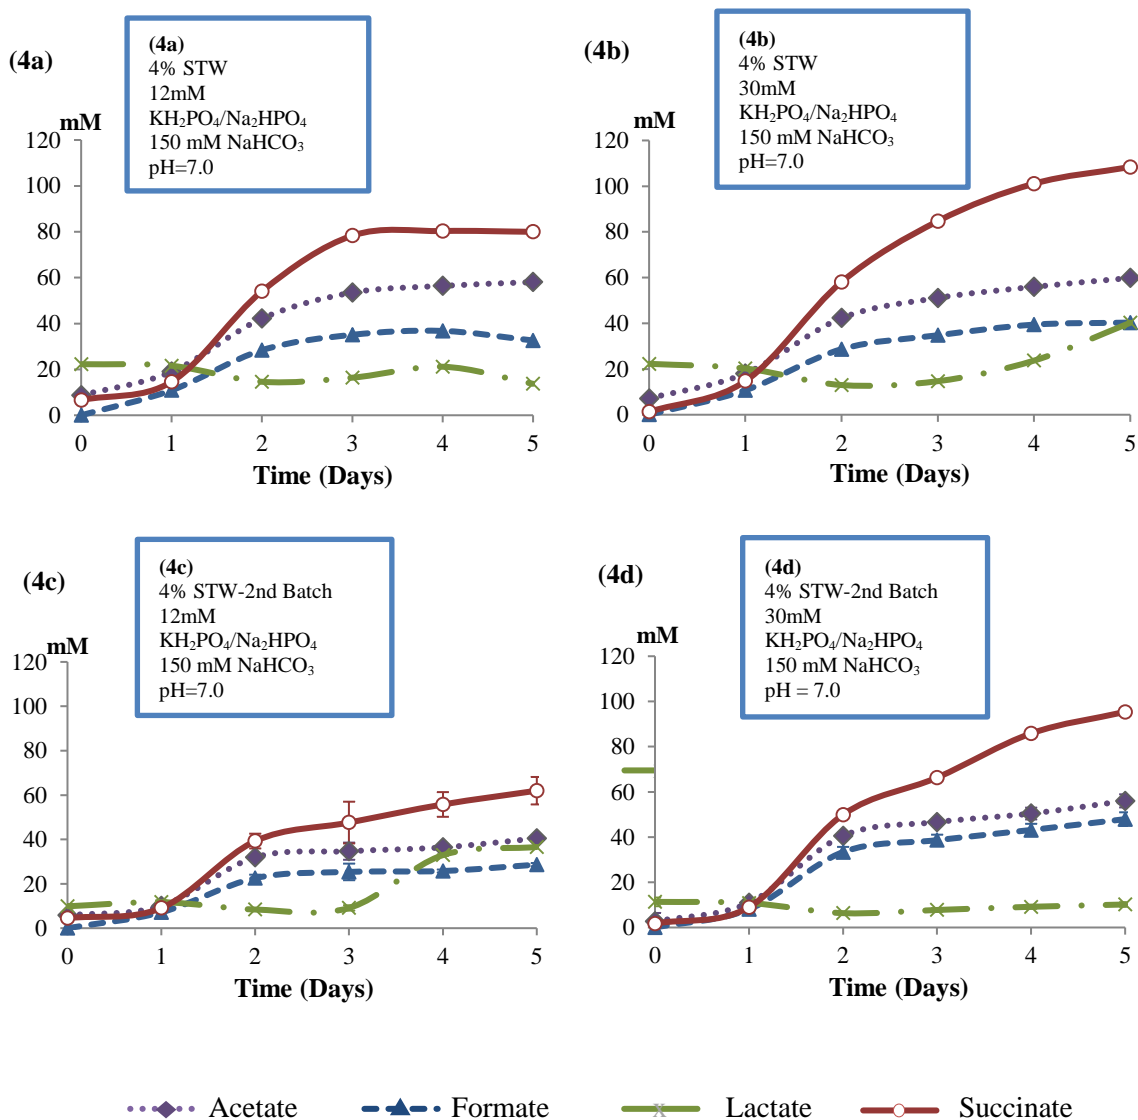 (4a)
(4a)
4% STW
12mM
KH₂PO₄/Na₂HPO₄
150 mM NaHCO₃
pH=7.0
mM
120
100
80
60
40
20
0
0 1 2 3 4 5
Time (Days)
(4b)
(4b)
4% STW
30mM
KH₂PO₄/Na₂HPO₄
150 mM NaHCO₃
pH=7.0
mM
120
100
80
60
40
20
0
0 1 2 3 4 5
Time (Days)
(4c)
(4c)
4% STW-2nd Batch
12mM
KH₂PO₄/Na₂HPO₄
150 mM NaHCO₃
pH=7.0
mM
120
100
80
60
40
20
0
0 1 2 3 4 5
Time (Days)
(4d)
(4d)
4% STW-2nd Batch
30mM
KH₂PO₄/Na₂HPO₄
150 mM NaHCO₃
pH = 7.0
mM
120
100
80
60
40
20
0
0 1 2 3 4 5
Time (Days)
Acetate Formate Lactate Succinate